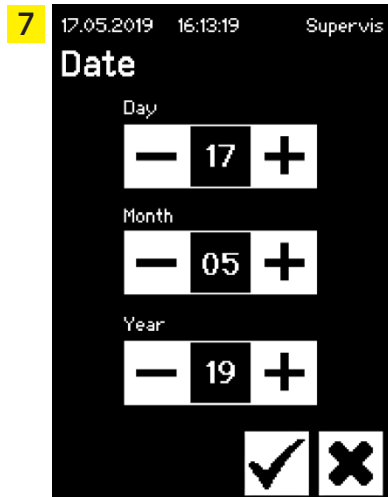 7
17.05.2019 16:13:19 Supervis
Date
Day
— 17 +
Month
— 05 +
Year
— 19 +